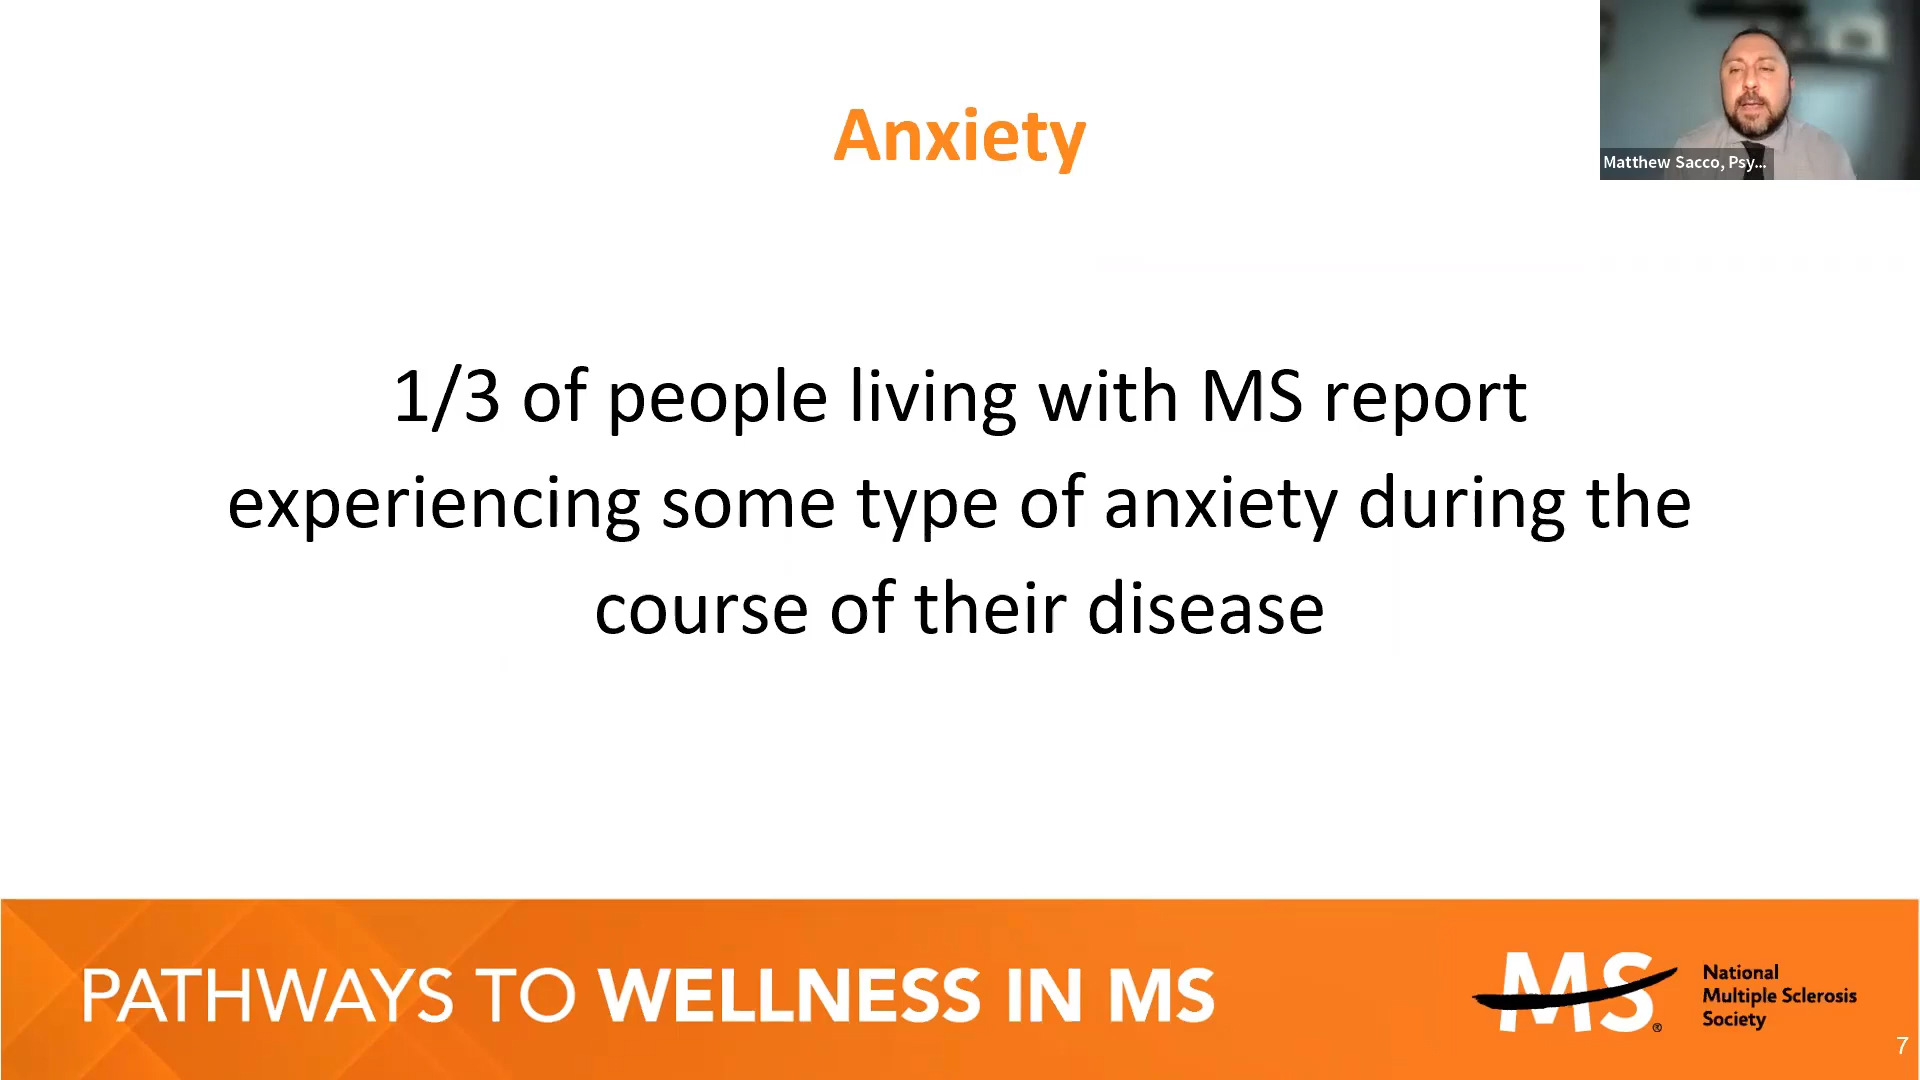 Anxiety
Matthew Sacco, Psy...
1/3 of people living with MS report
experiencing some type of anxiety during the
course of their disease
PATHWAYS TO WELLNESS IN MS
MS®
National
Multiple Sclerosis
Society
7